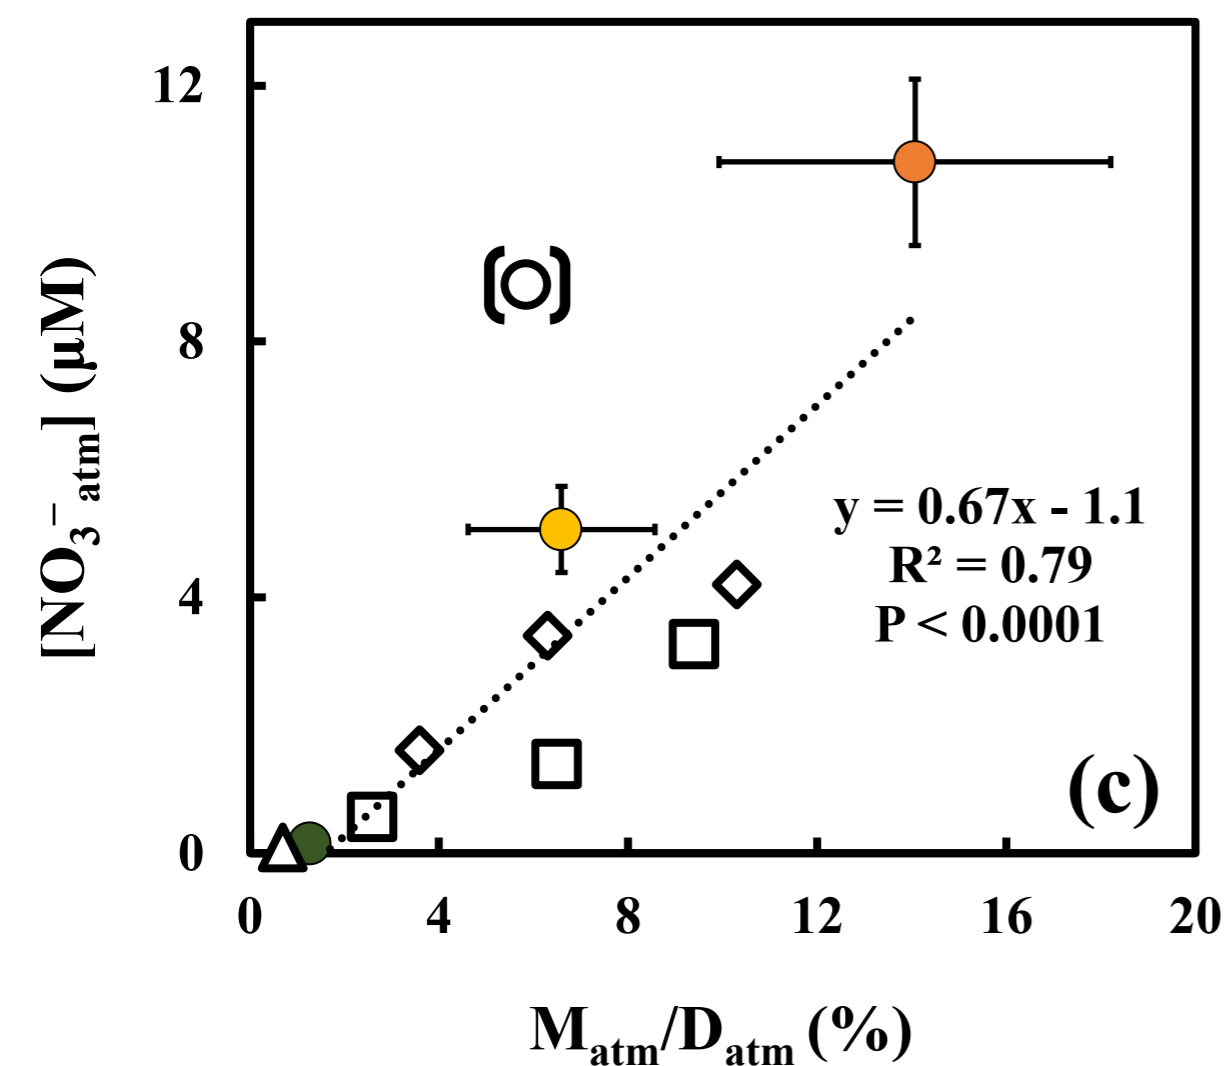 12
8
4
0
[NO₃⁻atm] (μM)
y = 0.67x - 1.1
R² = 0.79
P < 0.0001
(c)
0 4 8 12 16 20
Matm/Datm (%)